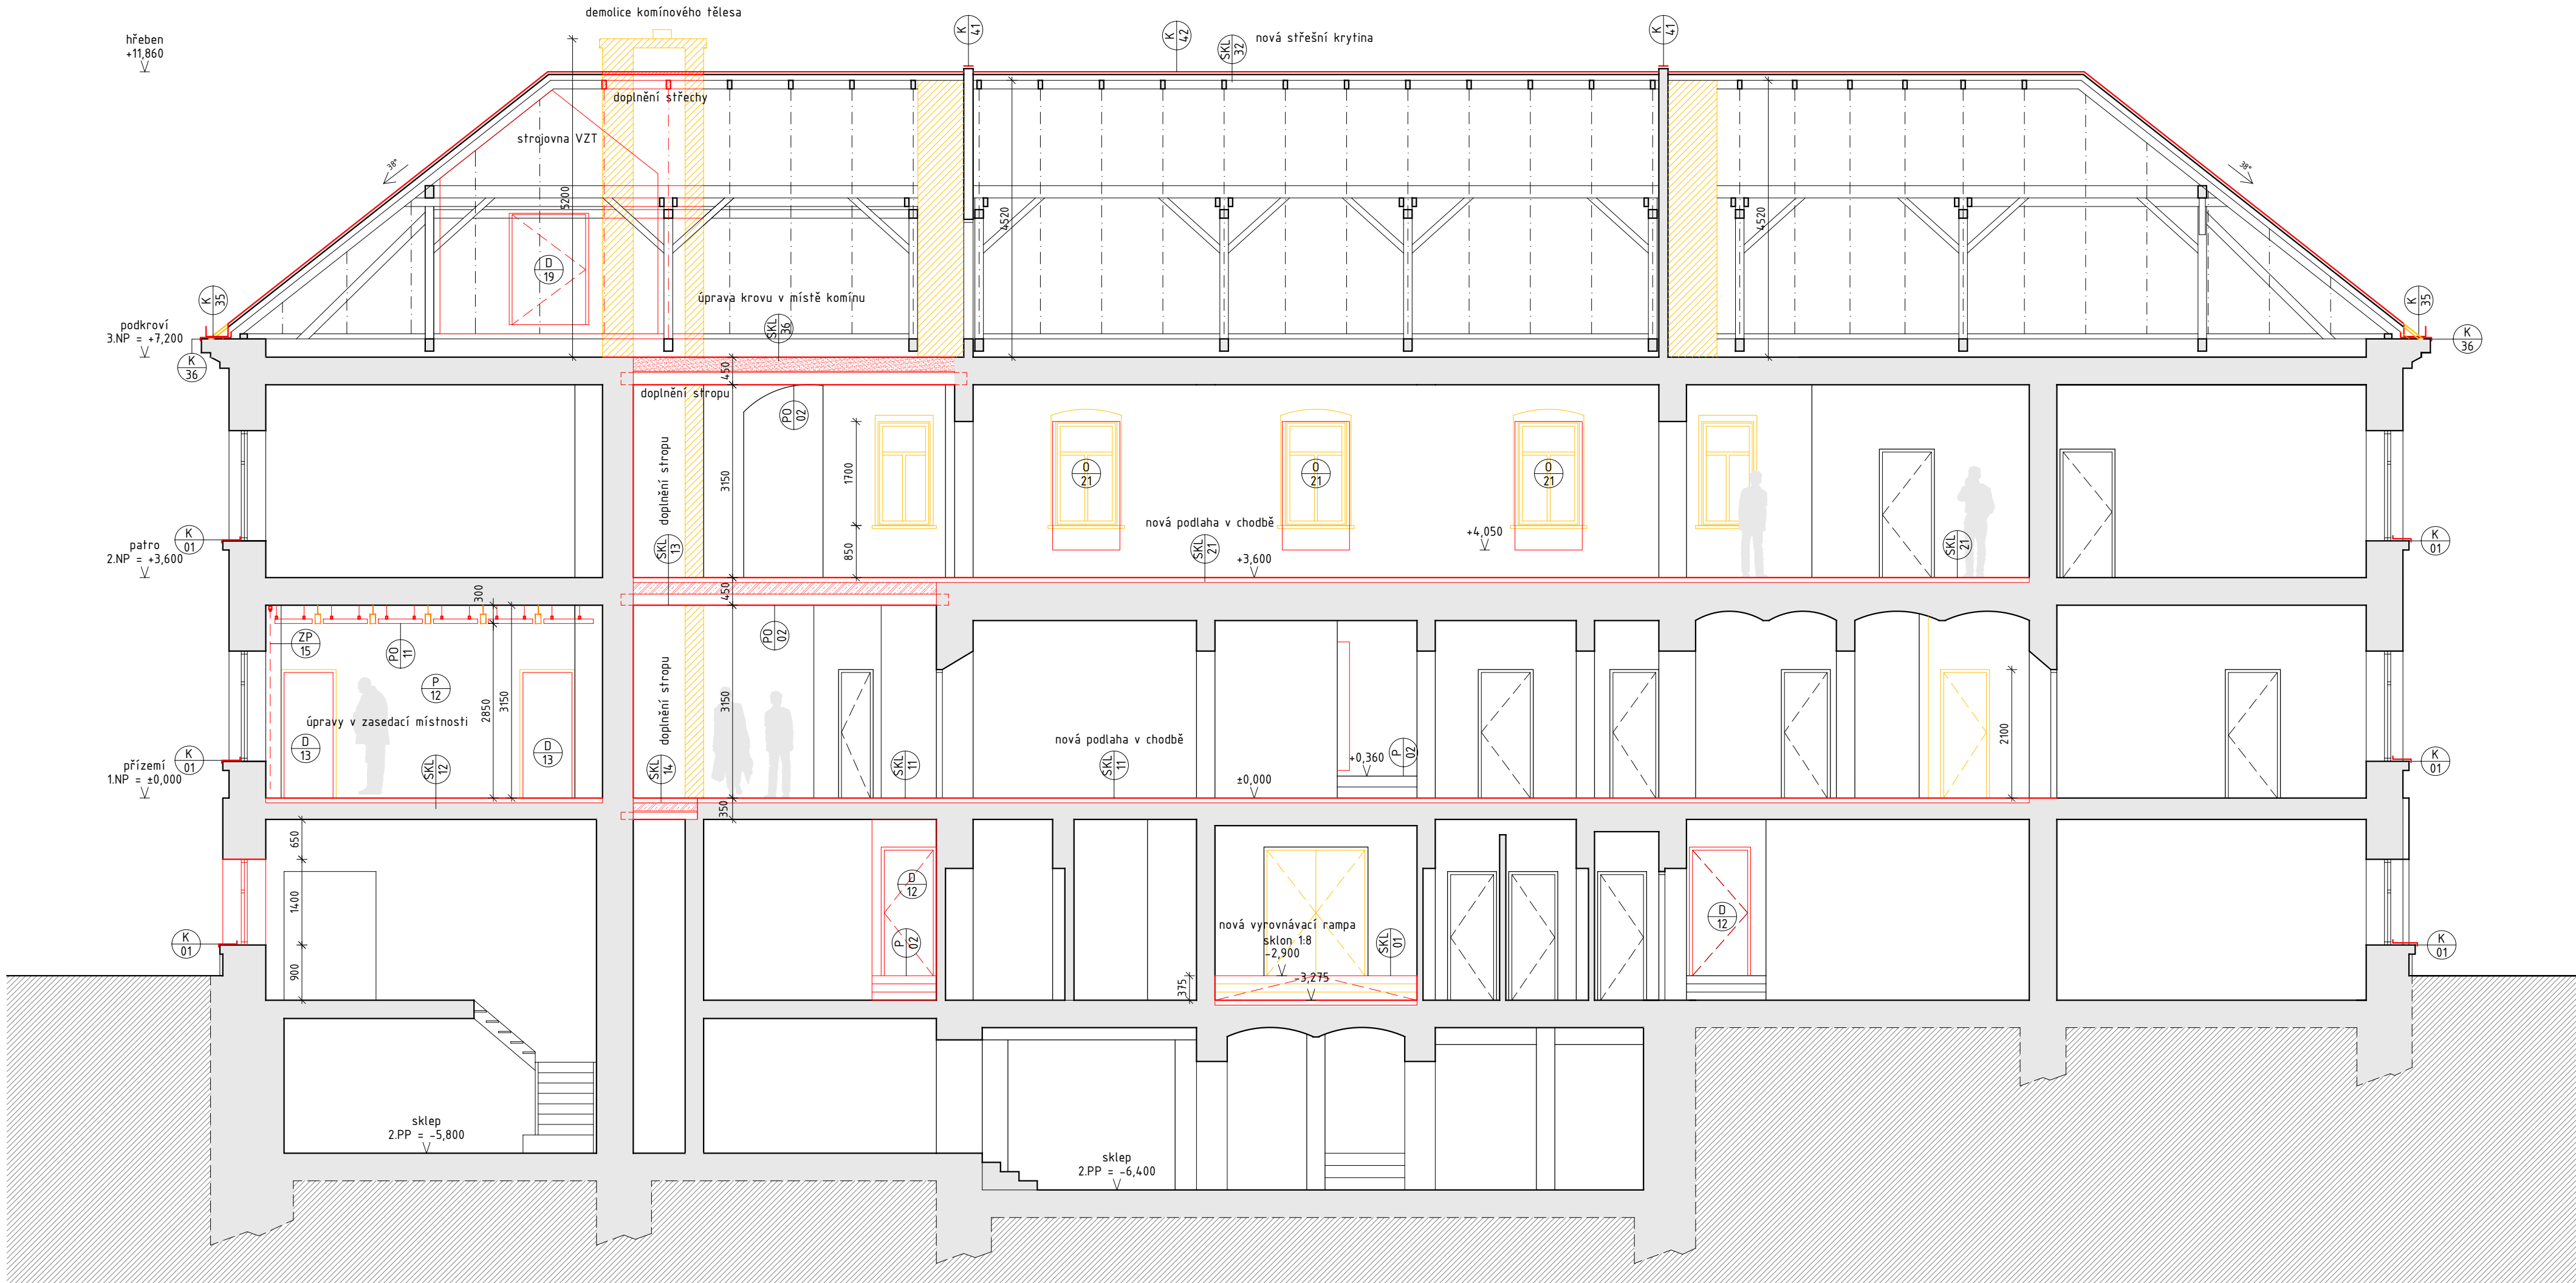 demolice komínového tělesa
K
41
K
42
SKL
32
nová střešní krytina
K
41
hřeben
+11,860
doplnění střechy
strojovna VZT
38°
38°
5200
4520
4520
D
19
úprava krovu v místě komínu
SKL
36
K
35
K
35
podkroví
3.NP = +7,200
K
36
K
36
450
doplnění stropu
PO
02
doplnění stropu
3150
1700
850
O
21
O
21
O
21
nová podlaha v chodbě
+4,050
SKL
13
SKL
21
+3,600
SKL
21
K
01
K
01
patro
2.NP = +3,600
300
450
ZP
15
PO
11
PO
02
P
12
2850
3150
doplnění stropu
3150
2100
úpravy v zasedací místnosti
D
13
D
13
SKL
12
SKL
14
SKL
11
nová podlaha v chodbě
SKL
11
+0,360
P
02
±0,000
K
01
K
01
přízemí
1.NP = ±0,000
350
650
1400
900
D
12
P
02
nová vyrovnávací rampa
sklon 1:8
-2,900
SKL
01
-3,275
375
D
12
K
01
K
01
sklep
2.PP = -5,800
sklep
2.PP = -6,400